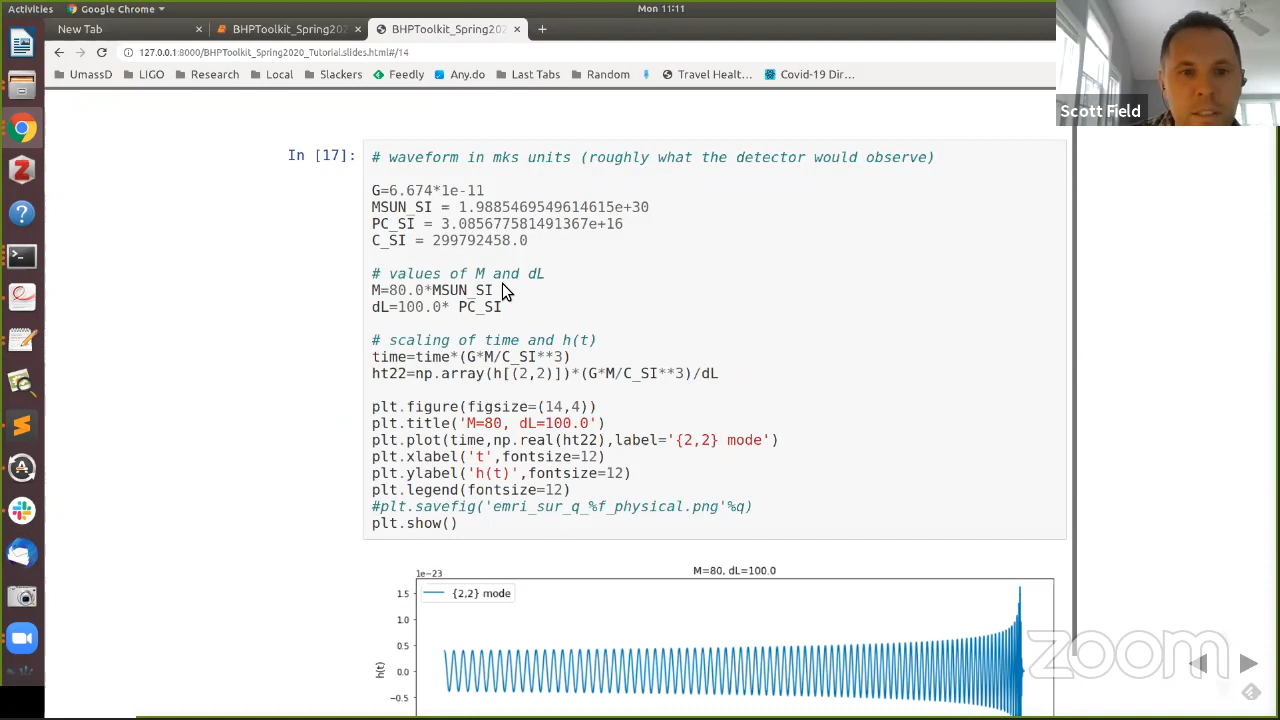 Activities Google Chrome Mon 11:11
New Tab BHPToolkit_Spring202 BHPToolkit_Spring202
127.0.0.1:8000/BHPToolkit_Spring2020_Tutorial.slides.html#/14
UmassD LIGO Research Local Slackers Feedly Any.do Last Tabs Random Travel Healt… Covid-19 Dir…
Scott Field
In [17]:
# waveform in mks units (roughly what the detector would observe)
G=6.674*1e-11
MSUN_SI = 1.9885469549614615e+30
PC_SI = 3.085677581491367e+16
C_SI = 299792458.0
# values of M and dL
M=80.0*MSUN_SI
dL=100.0* PC_SI
# scaling of time and h(t)
time=time*(G*M/C_SI**3)
ht22=np.array(h[(2,2)])*(G*M/C_SI**3)/dL
plt.figure(figsize=(14,4))
plt.title('M=80, dL=100.0')
plt.plot(time,np.real(ht22),label='{2,2} mode')
plt.xlabel('t',fontsize=12)
plt.ylabel('h(t)',fontsize=12)
plt.legend(fontsize=12)
#plt.savefig('emri_sur_q_%f_physical.png'%q)
plt.show()
1e-23
M=80, dL=100.0
{2,2} mode
1.5
1.0
0.5
0.0
−0.5
h(t)
zoom